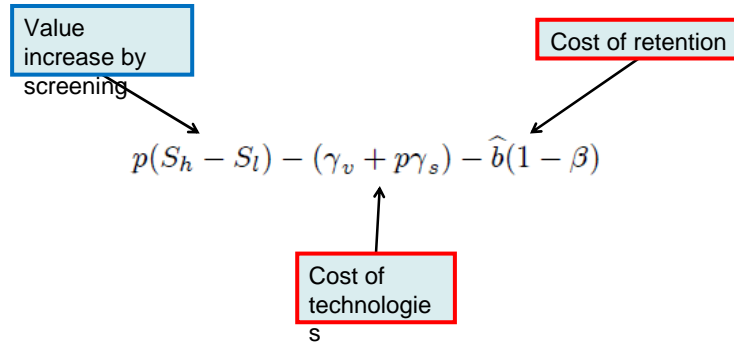 Value
increase by
screening
Cost of retention
p(S_h − S_l) − (γ_v + pγ_s) − b̂(1 − β)
Cost of
technologie
s